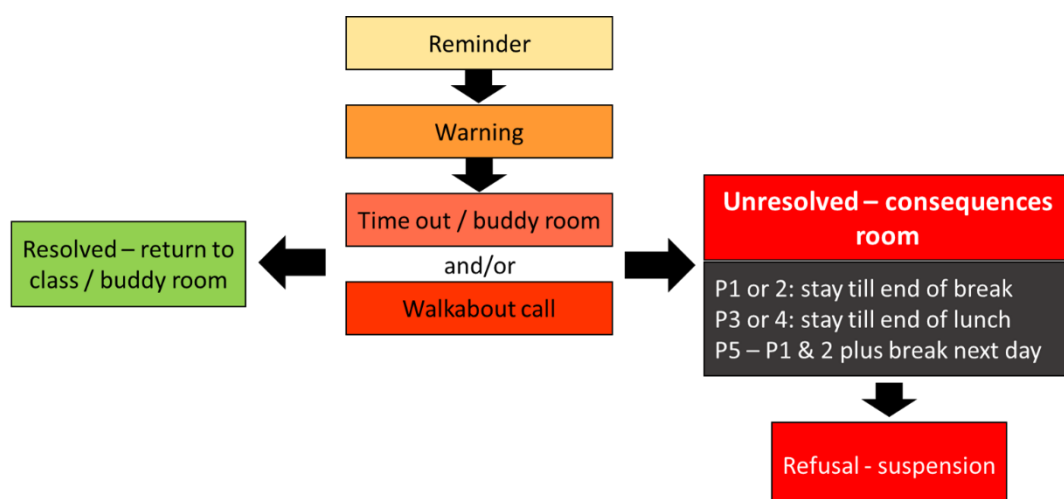 Reminder
Warning
Time out / buddy room
and/or
Walkabout call
Resolved – return to
class / buddy room
Unresolved – consequences
room
P1 or 2: stay till end of break
P3 or 4: stay till end of lunch
P5 – P1 & 2 plus break next day
Refusal - suspension